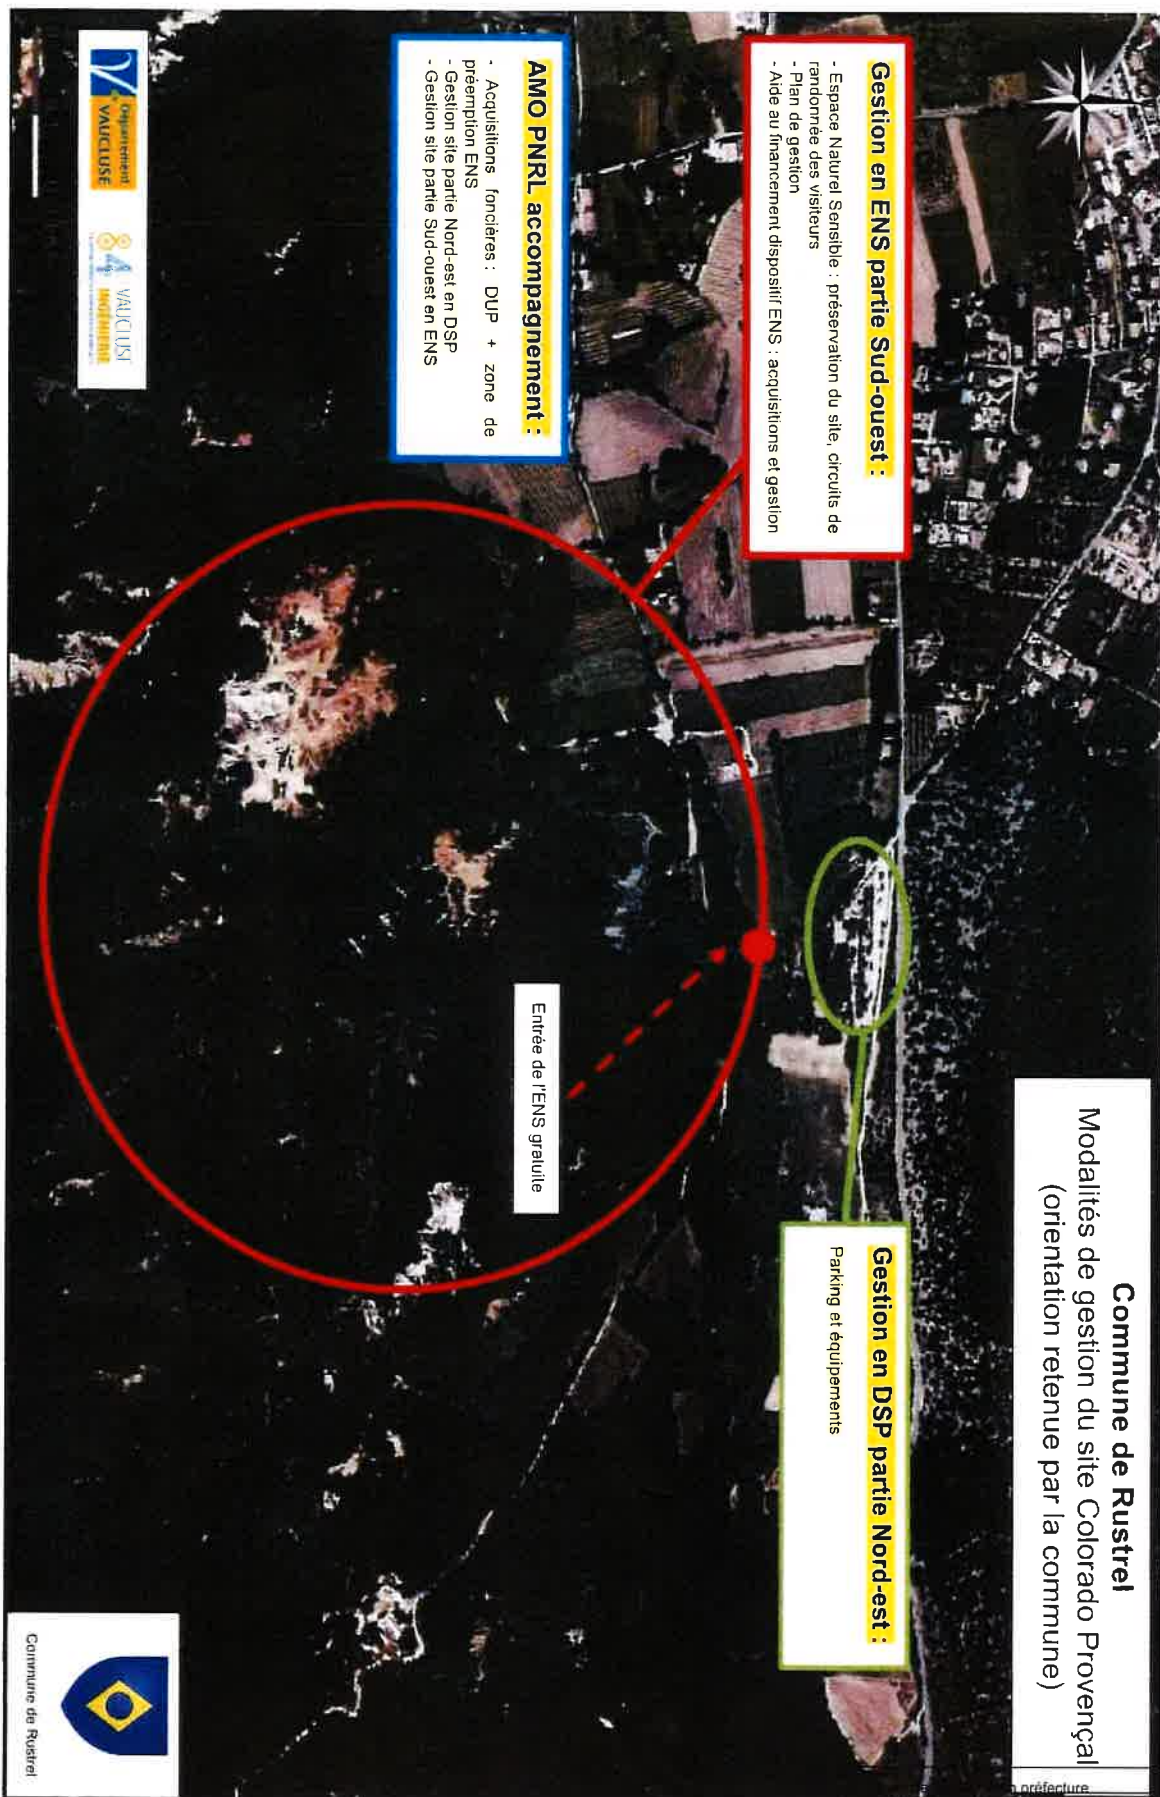 Commune de Rustrel
Modalités de gestion du site Colorado Provençal
(orientation retenue par la commune)
préfecture
Gestion en ENS partie Sud-ouest :
- Espace Naturel Sensible : préservation du site, circuits de
randonnée des visiteurs
- Plan de gestion
- Aide au financement dispositif ENS : acquisitions et gestion
Gestion en DSP partie Nord-est :
Parking et équipements
AMO PNRL accompagnement :
- Acquisitions foncières : DUP + zone de
préemption ENS
- Gestion site partie Nord-est en DSP
- Gestion site partie Sud-ouest en ENS
Entrée de l'ENS gratuite
Département
VAUCLUSE
84 VAUCLUSE
INGÉNIERIE
Commune de Rustrel